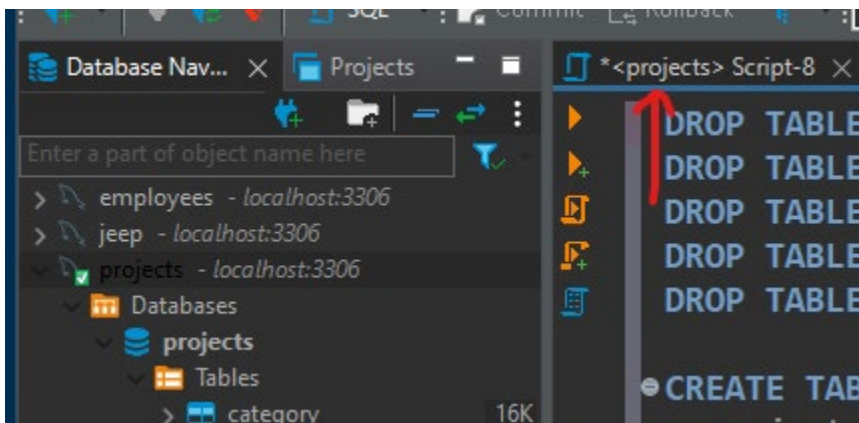 SQL Commit Rollback
Database Nav... Projects
*<projects> Script-8
Enter a part of object name here
employees - localhost:3306
jeep - localhost:3306
projects - localhost:3306
Databases
projects
Tables
category 16K
DROP TABLE
DROP TABLE
DROP TABLE
DROP TABLE
DROP TABLE
CREATE TAB